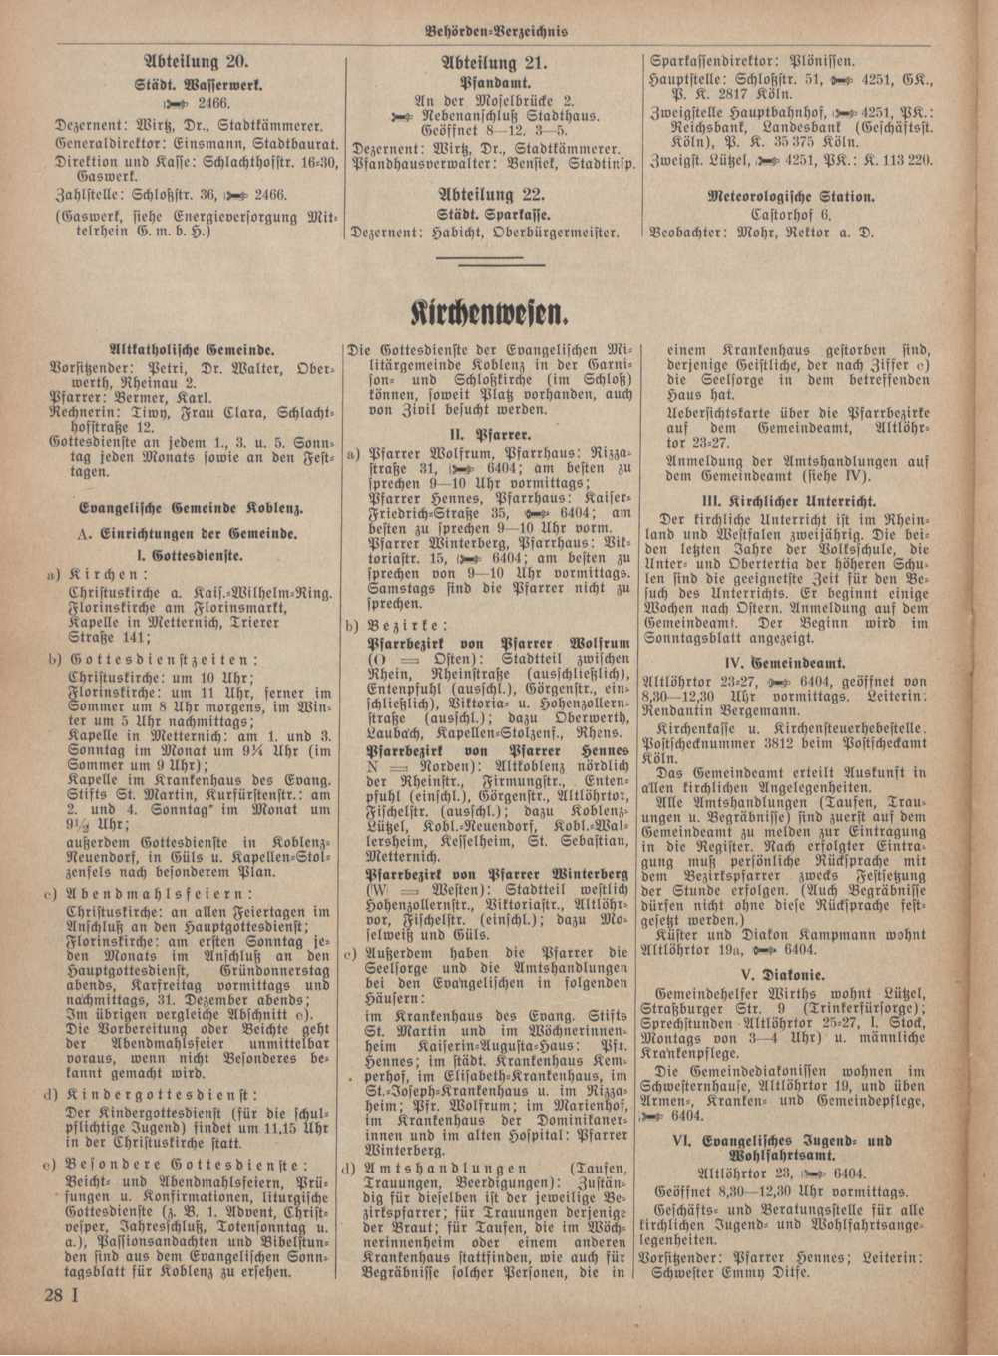 Behörden-Verzeichnis
Abteilung 20.
Städt. Wasserwerk.
2466.
Dezernent: Wirtz, Dr., Stadtkämmerer.
Generaldirektor: Einsmann, Stadtbaurat.
Direktion und Kasse: Schlachthofstr. 16-30,
Gaswerk.
Zahlstelle: Schloßstr. 36, 2466.
(Gaswerk, siehe Energieversorgung Mit-
telrhein G. m. b. H.)
Abteilung 21.
Pfandamt.
An der Moselbrücke 2.
Nebenanschluß Stadthaus.
Geöffnet 8—12, 3—5.
Dezernent: Wirtz, Dr., Stadtkämmerer.
Pfandhausverwalter: Benstek, Stadtinsp.
Abteilung 22.
Städt. Sparkasse.
Dezernent: Habicht, Oberbürgermeister.
Sparkassendirektor: Plönissen.
Hauptstelle: Schloßstr. 51, 4251, GK.,
P. K. 2817 Köln.
Zweigstelle Hauptbahnhof, 4251, PK.:
Reichsbank, Landesbank (Geschäftsst.
Köln), P. K. 35 375 Köln.
Zweigst. Lützel, 4251, PK.: K. 113 220.
Meteorologische Station.
Castorhof 6.
Beobachter: Mohr, Rektor a. D.
Kirchenwesen.
Altkatholische Gemeinde.
Vorsitzender: Petri, Dr. Walter, Ober-
werth, Rheinau 2.
Pfarrer: Vermer, Karl.
Rechnerin: Tiwy, Frau Clara, Schlacht-
hofstraße 12.
Gottesdienste an jedem 1., 3. u. 5. Sonn-
tag jeden Monats sowie an den Fest-
tagen.
Evangelische Gemeinde Koblenz.
A. Einrichtungen der Gemeinde.
I. Gottesdienste.
a) Kirchen:
Christuskirche a. Kais.-Wilhelm-Ring.
Florinskirche am Florinsmarkt,
Kapelle in Metternich, Trierer
Straße 141;
b) Gottesdienstzeiten:
Christuskirche: um 10 Uhr;
Florinskirche: um 11 Uhr, ferner im
Sommer um 8 Uhr morgens, im Win-
ter um 5 Uhr nachmittags;
Kapelle in Metternich: am 1. und 3.
Sonntag im Monat um 9¼ Uhr (im
Sommer um 9 Uhr);
Kapelle im Krankenhaus des Evang.
Stifts St. Martin, Kurfürstenstr.: am
2. und 4. Sonntag im Monat um
9½ Uhr;
außerdem Gottesdienste in Koblenz-
Neuendorf, in Güls u. Kapellen-Stol-
zenfels nach besonderem Plan.
c) Abendmahlsfeiern:
Christuskirche: an allen Feiertagen im
Anschluß an den Hauptgottesdienst;
Florinskirche: am ersten Sonntag je-
den Monats im Anschluß an den
Hauptgottesdienst, Gründonnerstag
abends, Karfreitag vormittags und
nachmittags, 31. Dezember abends;
Im übrigen vergleiche Abschnitt e).
Die Vorbereitung oder Beichte geht
der Abendmahlsfeier unmittelbar
voraus, wenn nicht Besonderes be-
kannt gemacht wird.
d) Kindergottesdienst:
Der Kindergottesdienst (für die schul-
pflichtige Jugend) findet um 11,15 Uhr
in der Christuskirche statt.
e) Besondere Gottesdienste:
Beicht- und Abendmahlsfeiern, Prü-
fungen u. Konfirmationen, liturgische
Gottesdienste (z. B. 1. Advent, Christ-
vesper, Jahresschluß, Totensonntag u.
a.), Passionsandachten und Bibelstun-
den sind aus dem Evangelischen Sonn-
tagsblatt für Koblenz zu ersehen.
Die Gottesdienste der Evangelischen Mi-
litärgemeinde Koblenz in der Garni-
son- und Schloßkirche (im Schloß)
können, soweit Platz vorhanden, auch
von Zivil besucht werden.
II. Pfarrer.
a) Pfarrer Wolfrum, Pfarrhaus: Rizza-
straße 31, 6404; am besten zu
sprechen 9—10 Uhr vormittags;
Pfarrer Hennes, Pfarrhaus: Kaiser-
Friedrich-Straße 35, 6404; am
besten zu sprechen 9—10 Uhr vorm.
Pfarrer Winterberg, Pfarrhaus: Vik-
toriastr. 15, 6404; am besten zu
sprechen von 9—10 Uhr vormittags.
Samstags sind die Pfarrer nicht zu
sprechen.
b) Bezirke:
Pfarrbezirk von Pfarrer Wolfrum
(O = Osten): Stadtteil zwischen
Rhein, Rheinstraße (ausschließlich),
Entenpfuhl (ausschl.), Görgenstr., ein-
schließlich), Viktoria- u. Hohenzollern-
straße (ausschl.); dazu Oberwerth,
Laubach, Kapellen-Stolzenf., Rhens.
Pfarrbezirk von Pfarrer Hennes
N = Norden): Altkoblenz nördlich
der Rheinstr., Firmungstr., Enten-
pfuhl (einschl.), Görgenstr., Altlöhrtor,
Fischelstr. (ausschl.); dazu Koblenz-
Lützel, Kobl.-Neuendorf, Kobl.-Wal-
lersheim, Kesselheim, St. Sebastian,
Metternich.
Pfarrbezirk von Pfarrer Winterberg
(W = Westen): Stadtteil westlich
Hohenzollernstr., Viktoriastr., Altlöhr-
tor, Fischelstr. (einschl.); dazu Mo-
selweiß und Güls.
c) Außerdem haben die Pfarrer die
Seelsorge und die Amtshandlungen
bei den Evangelischen in folgenden
Häusern:
im Krankenhaus des Evang. Stifts
St. Martin und im Wöchnerinnen-
heim Kaiserin-Augusta-Haus: Pfr.
Hennes; im städt. Krankenhaus Kem-
perhof, im Elisabeth-Krankenhaus, im
St.-Joseph-Krankenhaus u. im Rizza-
heim; Pfr. Wolfrum; im Marienhof,
im Krankenhaus der Dominikaner-
innen und im alten Hospital: Pfarrer
Winterberg.
d) Amtshandlungen (Taufen,
Trauungen, Beerdigungen): Zustän-
dig für dieselben ist der jeweilige Be-
zirkspfarrer; für Trauungen derjenige
der Braut; für Taufen, die im Wöch-
nerinnenheim oder einem anderen
Krankenhaus stattfinden, wie auch für
Begräbnisse solcher Personen, die in
einem Krankenhaus gestorben sind,
derjenige Geistliche, der nach Ziffer c)
die Seelsorge in dem betreffenden
Haus hat.
Uebersichtskarte über die Pfarrbezirke
auf dem Gemeindeamt, Altlöhr-
tor 23-27.
Anmeldung der Amtshandlungen auf
dem Gemeindeamt (siehe IV).
III. Kirchlicher Unterricht.
Der kirchliche Unterricht ist im Rhein-
land und Westfalen zweijährig. Die bei-
den letzten Jahre der Volksschule, die
Unter- und Obertertia der höheren Schu-
len sind die geeignetste Zeit für den Be-
such des Unterrichts. Er beginnt einige
Wochen nach Ostern. Anmeldung auf dem
Gemeindeamt. Der Beginn wird im
Sonntagsblatt angezeigt.
IV. Gemeindeamt.
Altlöhrtor 23-27, 6404, geöffnet von
8,30—12,30 Uhr vormittags. Leiterin:
Rendantin Bergemann.
Kirchenkasse u. Kirchensteuerhebestelle.
Postschecknummer 3812 beim Postscheckamt
Köln.
Das Gemeindeamt erteilt Auskunft in
allen kirchlichen Angelegenheiten.
Alle Amtshandlungen (Taufen, Trau-
ungen u. Begräbnisse) sind zuerst auf dem
Gemeindeamt zu melden zur Eintragung
in die Register. Nach erfolgter Eintra-
gung muß persönliche Rücksprache mit
dem Bezirkspfarrer zwecks Festsetzung
der Stunde erfolgen. (Auch Begräbnisse
dürfen nicht ohne diese Rücksprache fest-
gesetzt werden.)
Küster und Diakon Kampmann wohnt
Altlöhrtor 19a, 6404.
V. Diakonie.
Gemeindehelfer Wirths wohnt Lützel,
Straßburger Str. 9 (Trinkerfürsorge);
Sprechstunden Altlöhrtor 25-27, I. Stock,
Montags von 3—4 Uhr) u. männliche
Krankenpflege.
Die Gemeindediakonissen wohnen im
Schwesternhause, Altlöhrtor 19, und üben
Armen-, Kranken- und Gemeindepflege,
6404.
VI. Evangelisches Jugend- und
Wohlfahrtsamt.
Altlöhrtor 23, 6404.
Geöffnet 8,30—12,30 Uhr vormittags.
Geschäfts- und Beratungsstelle für alle
kirchlichen Jugend- und Wohlfahrtsange-
legenheiten.
Vorsitzender: Pfarrer Hennes; Leiterin:
Schwester Emmy Ditse.
28 I